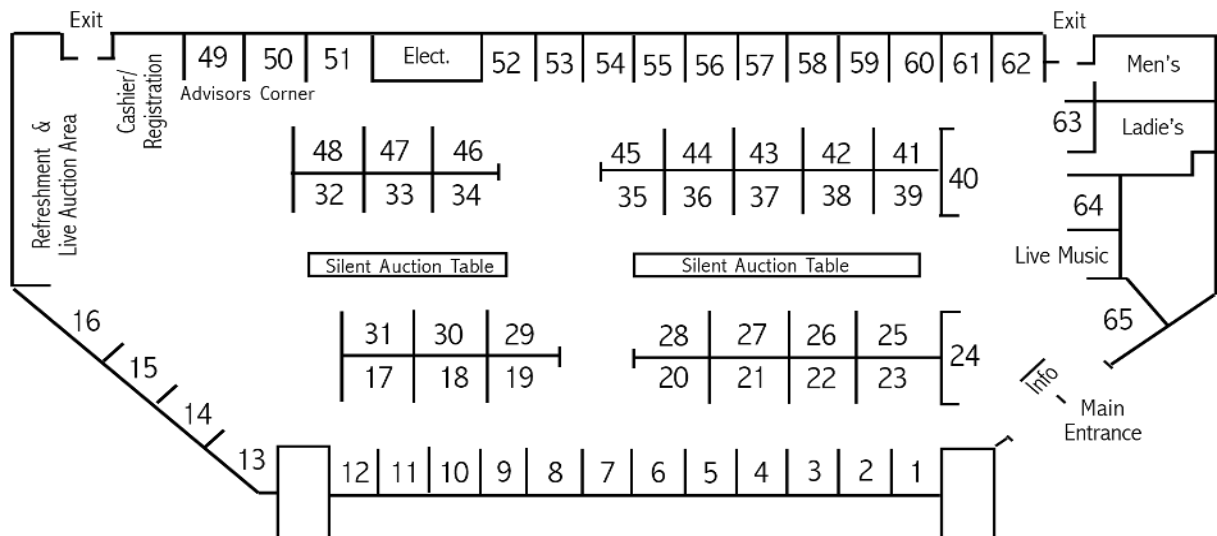 Exit
Exit
49 50 51 Elect. 52 53 54 55 56 57 58 59 60 61 62
Men's
Advisors Corner
Cashier/
Registration
Refreshment &
Live Auction Area
63
Ladie's
48 47 46 45 44 43 42 41
40
32 33 34 35 36 37 38 39
64
Live Music
Silent Auction Table
Silent Auction Table
65
16
15
14
13
31 30 29 28 27 26 25
24
17 18 19 20 21 22 23
Info
Main
Entrance
12 11 10 9 8 7 6 5 4 3 2 1